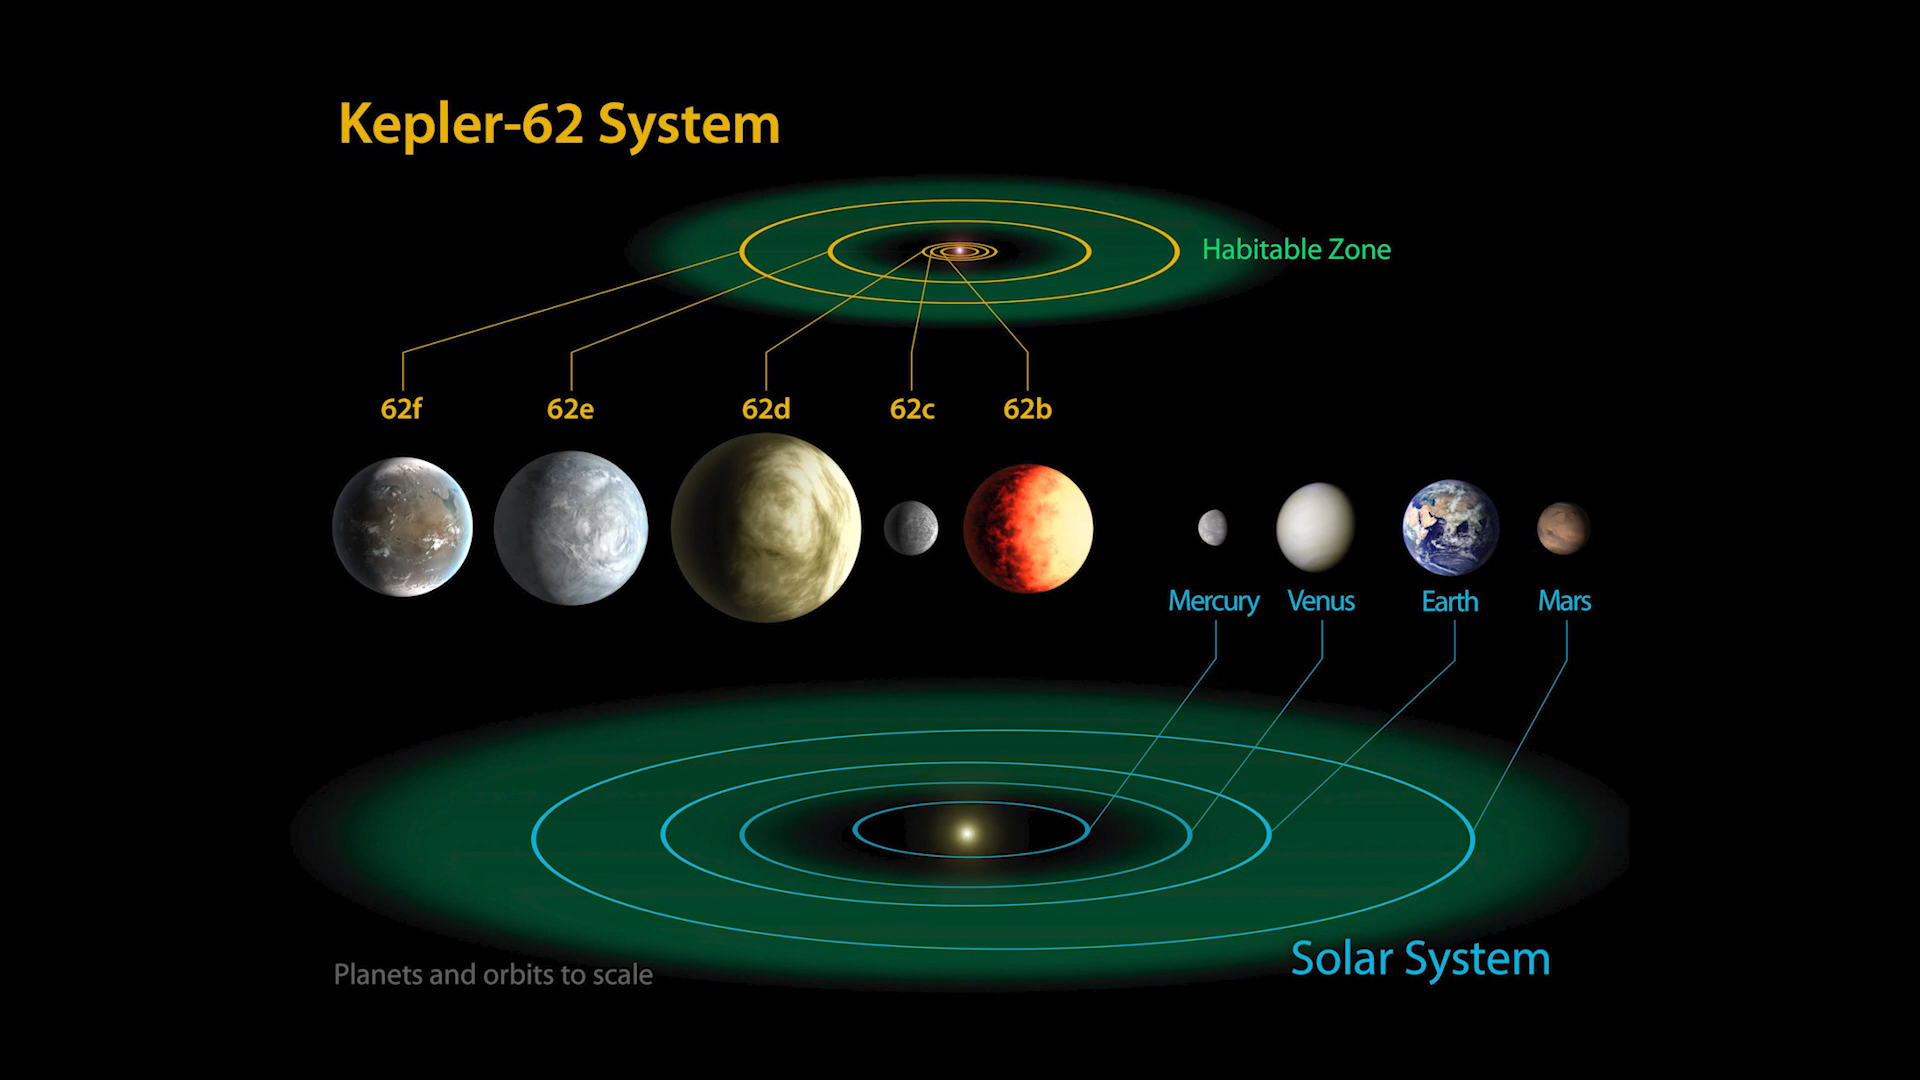 Kepler-62 System
Habitable Zone
62f 62e 62d 62c 62b
Mercury Venus Earth Mars
Solar System
Planets and orbits to scale